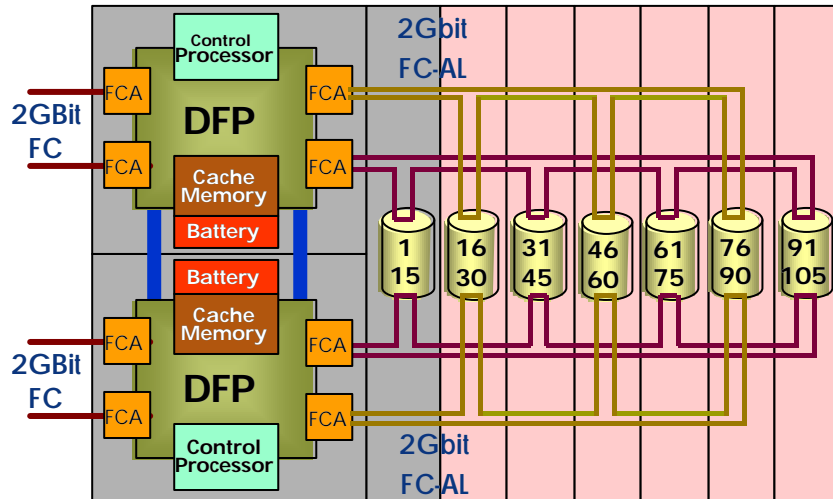 Control
Processor
2Gbit
FC-AL
FCA
FCA
2GBit
FC
DFP
FCA
FCA
Cache
Memory
Battery
1
15
16
30
31
45
46
60
61
75
76
90
91
105
Battery
Cache
Memory
FCA
FCA
2GBit
FC
DFP
FCA
FCA
Control
Processor
2Gbit
FC-AL